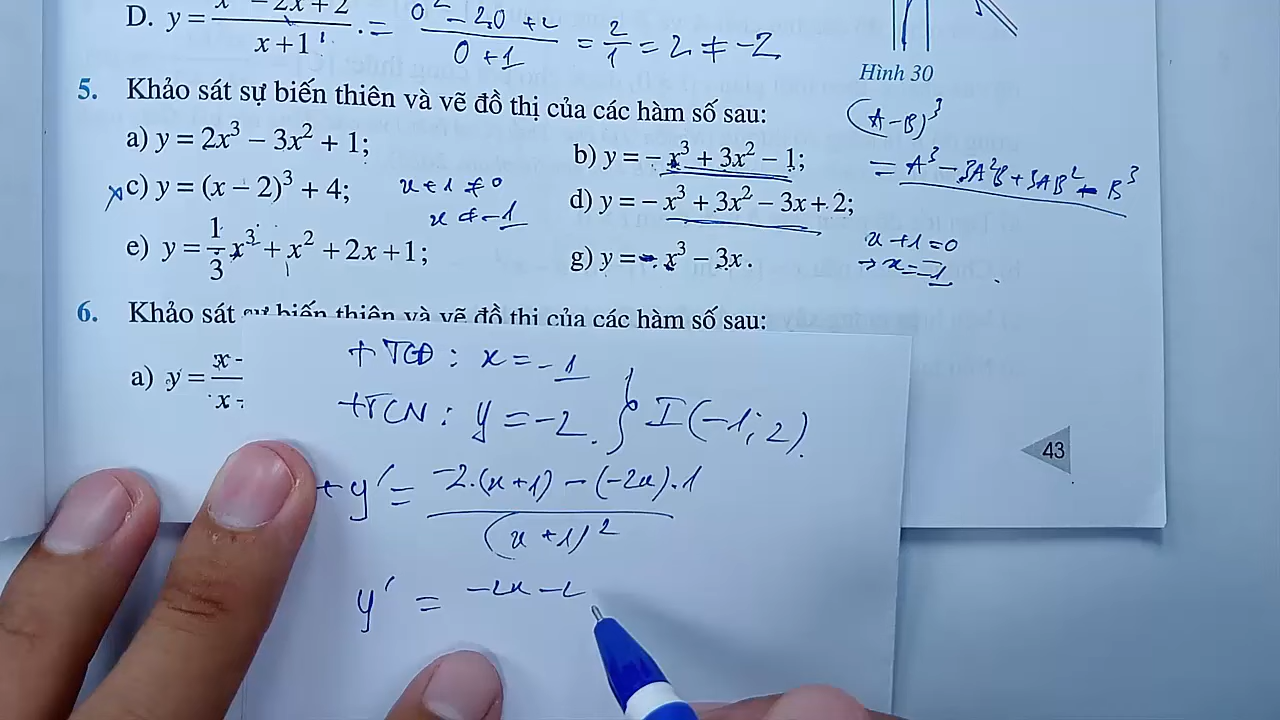 D. y = x² − 2x + 2 / x + 1 . = 0² − 2.0 + 2 / 0 + 1 = 2/1 = 2 ≠ −2
Hình 30
5. Khảo sát sự biến thiên và vẽ đồ thị của các hàm số sau:
(A − B)³
= A³ − 3A²B + 3AB² − B³
a) y = 2x³ − 3x² + 1;
b) y = − x³ + 3x² − 1;
c) y = (x − 2)³ + 4;
x + 1 ≠ 0
x ≠ −1
d) y = − x³ + 3x² − 3x + 2;
e) y = 1/3 x³ + x² + 2x + 1;
g) y = − x³ − 3x.
x + 1 = 0
→ x = −1
6. Khảo sát sự biến thiên và vẽ đồ thị của các hàm số sau:
a) y = x − / x −
+ TCĐ : x = −1
+ TCN : y = −2. } I(−1; 2).
+ y' = −2.(x + 1) − (−2x).1 / (x + 1)²
y' = −2x − 2
43